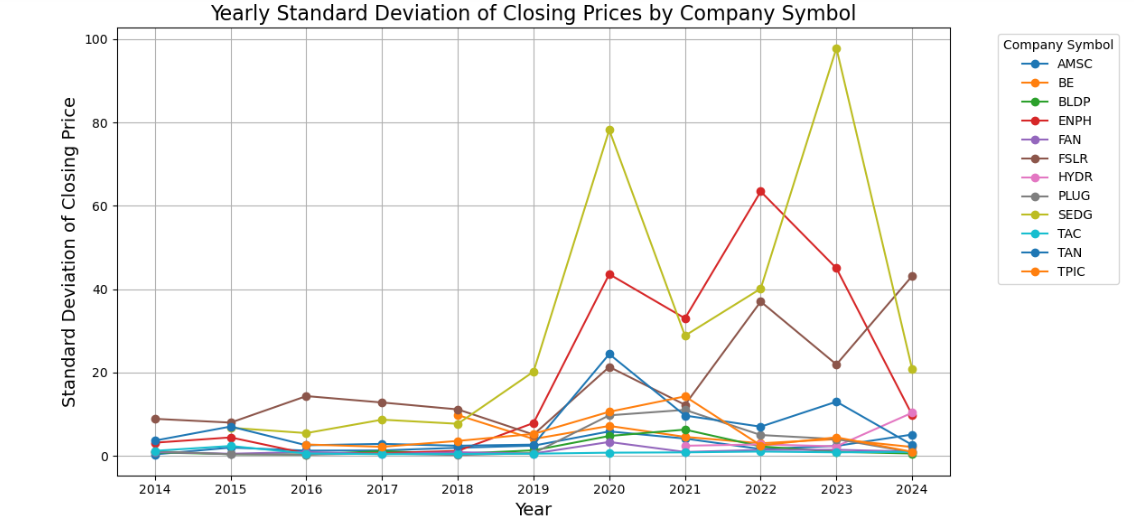 Yearly Standard Deviation of Closing Prices by Company Symbol
Standard Deviation of Closing Price
100
80
60
40
20
0
2014 2015 2016 2017 2018 2019 2020 2021 2022 2023 2024
Year
Company Symbol
AMSC
BE
BLDP
ENPH
FAN
FSLR
HYDR
PLUG
SEDG
TAC
TAN
TPIC